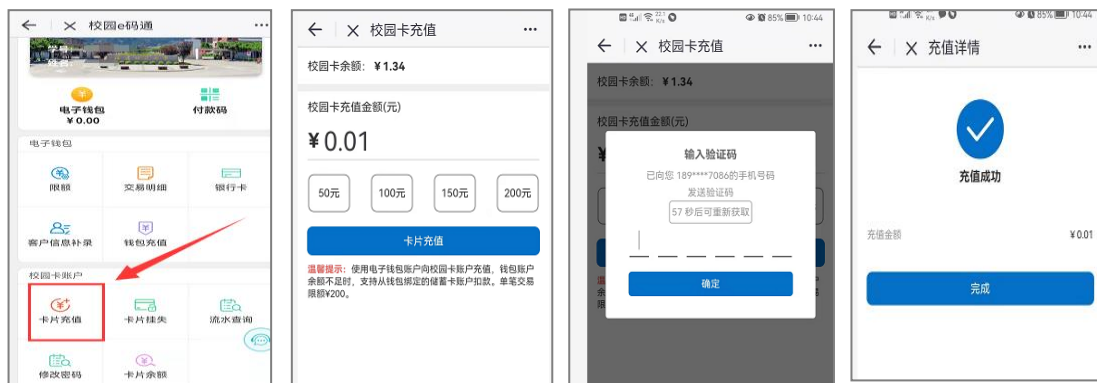 校园e码通
学号:
姓名:
电子钱包
¥0.00
付款码
电子钱包
限额
交易明细
银行卡
客户信息补录
钱包充值
校园卡账户
卡片充值
卡片挂失
流水查询
修改密码
卡片余额
校园卡充值
校园卡余额: ¥1.34
校园卡充值金额(元)
¥0.01
50元
100元
150元
200元
卡片充值
温馨提示: 使用电子钱包账户向校园卡账户充值, 钱包账户
余额不足时, 支持从钱包绑定的储蓄卡账户扣款。单笔交易
限额¥200。
85% 10:44
校园卡充值
校园卡余额: ¥1.34
校园卡充值金额(元)
¥
输入验证码
已向您 189****7086的手机号码
发送验证码
57 秒后可重新获取
确定
85% 10:44
充值详情
充值成功
充值金额
¥0.01
完成